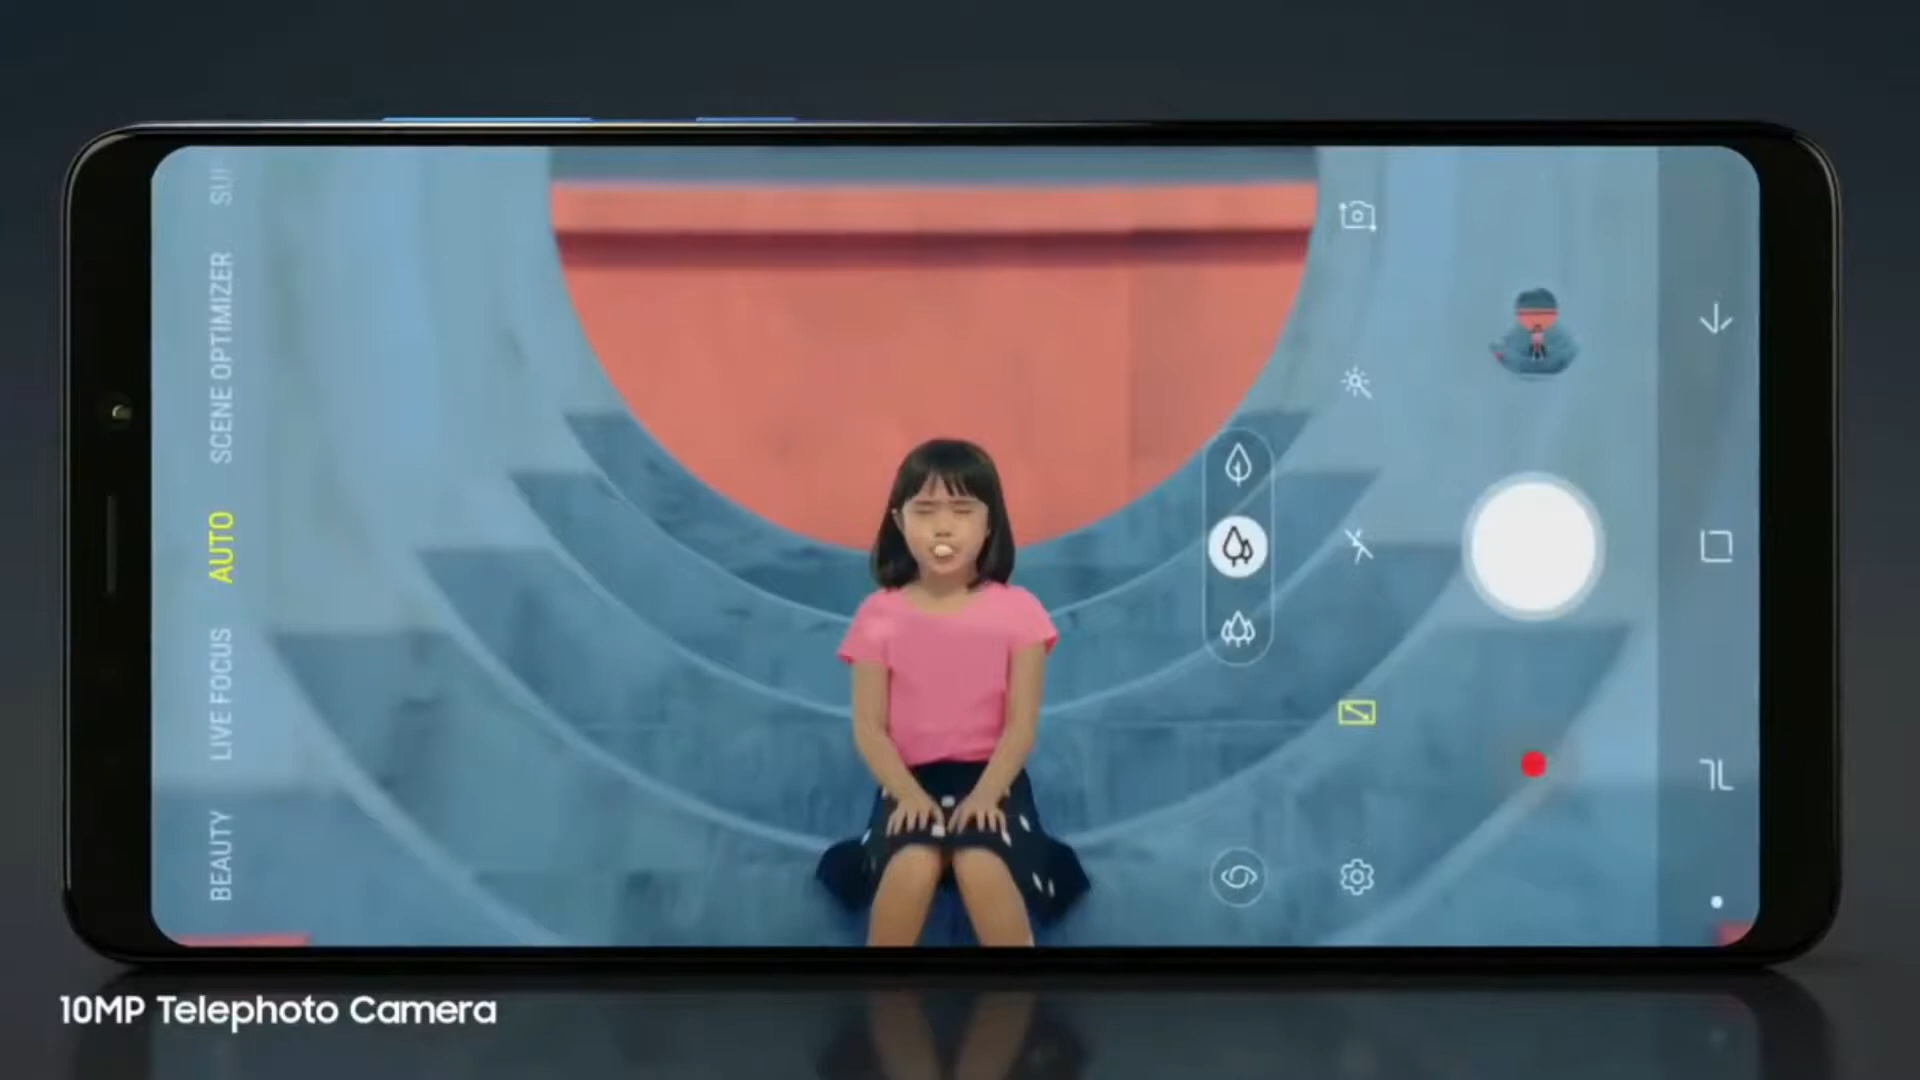 SCENE OPTIMIZER
AUTO
LIVE FOCUS
BEAUTY
10MP Telephoto Camera